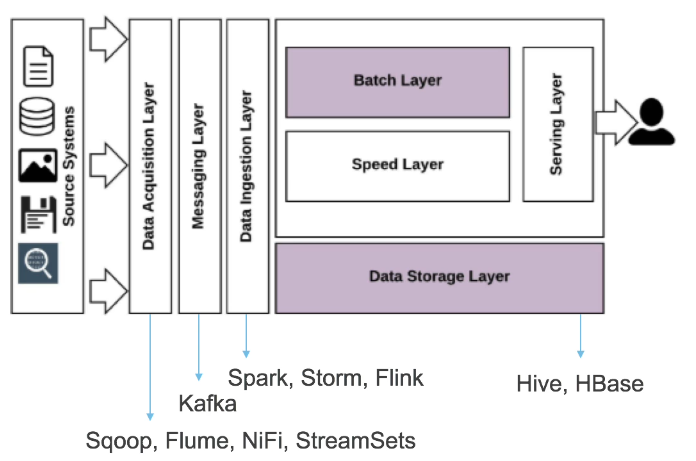 Source Systems
Data Acquisition Layer
Messaging Layer
Data Ingestion Layer
Batch Layer
Speed Layer
Serving Layer
Data Storage Layer
Spark, Storm, Flink
Hive, HBase
Kafka
Sqoop, Flume, NiFi, StreamSets